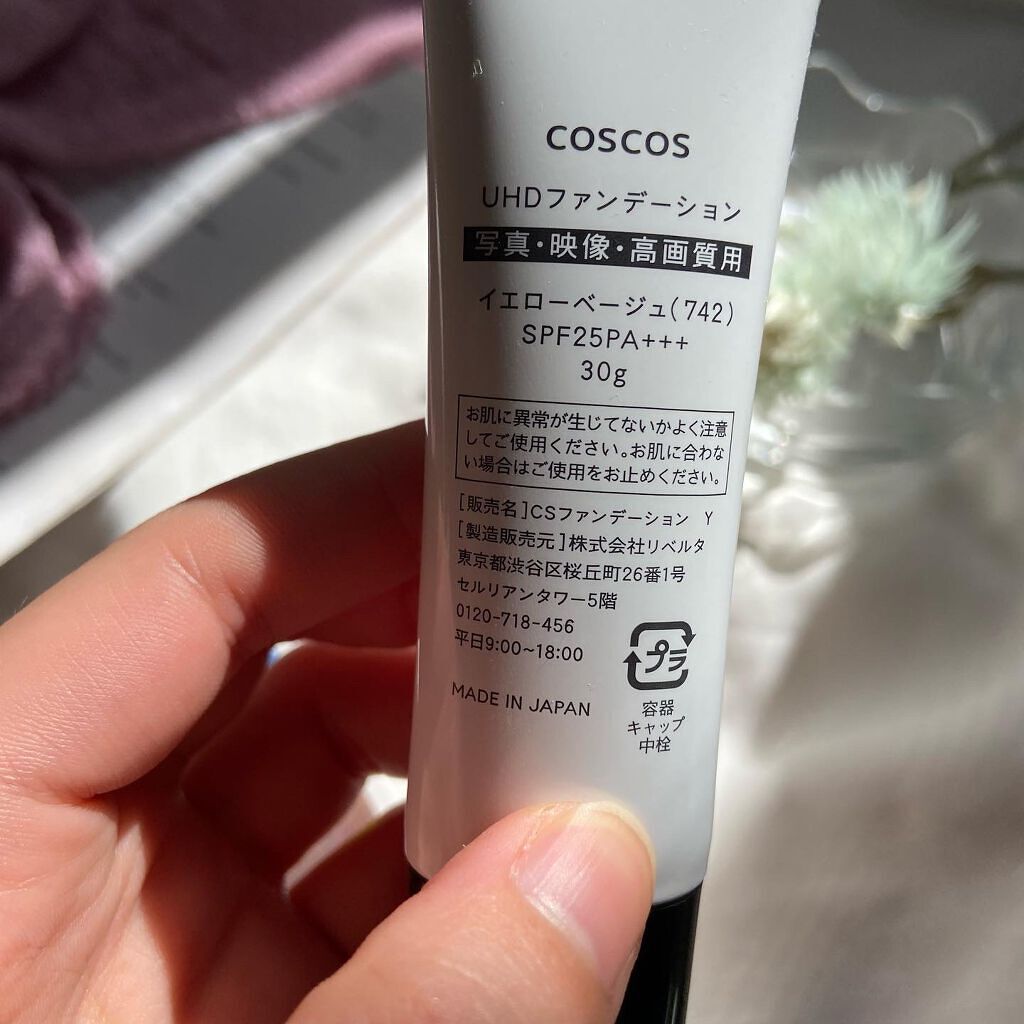 COSCOS
UHDファンデーション
写真・映像・高画質用
イエローベージュ(742)
SPF25PA+++
30g
お肌に異常が生じてないかよく注意
してご使用ください。お肌に合わな
い場合はご使用をお止めください。
[販売名]CSファンデーション Y
[製造販売元]株式会社リベルタ
東京都渋谷区桜丘町26番1号
セルリアンタワー5階
0120-718-456
平日9:00~18:00
MADE IN JAPAN
プラ
容器
キャップ
中栓